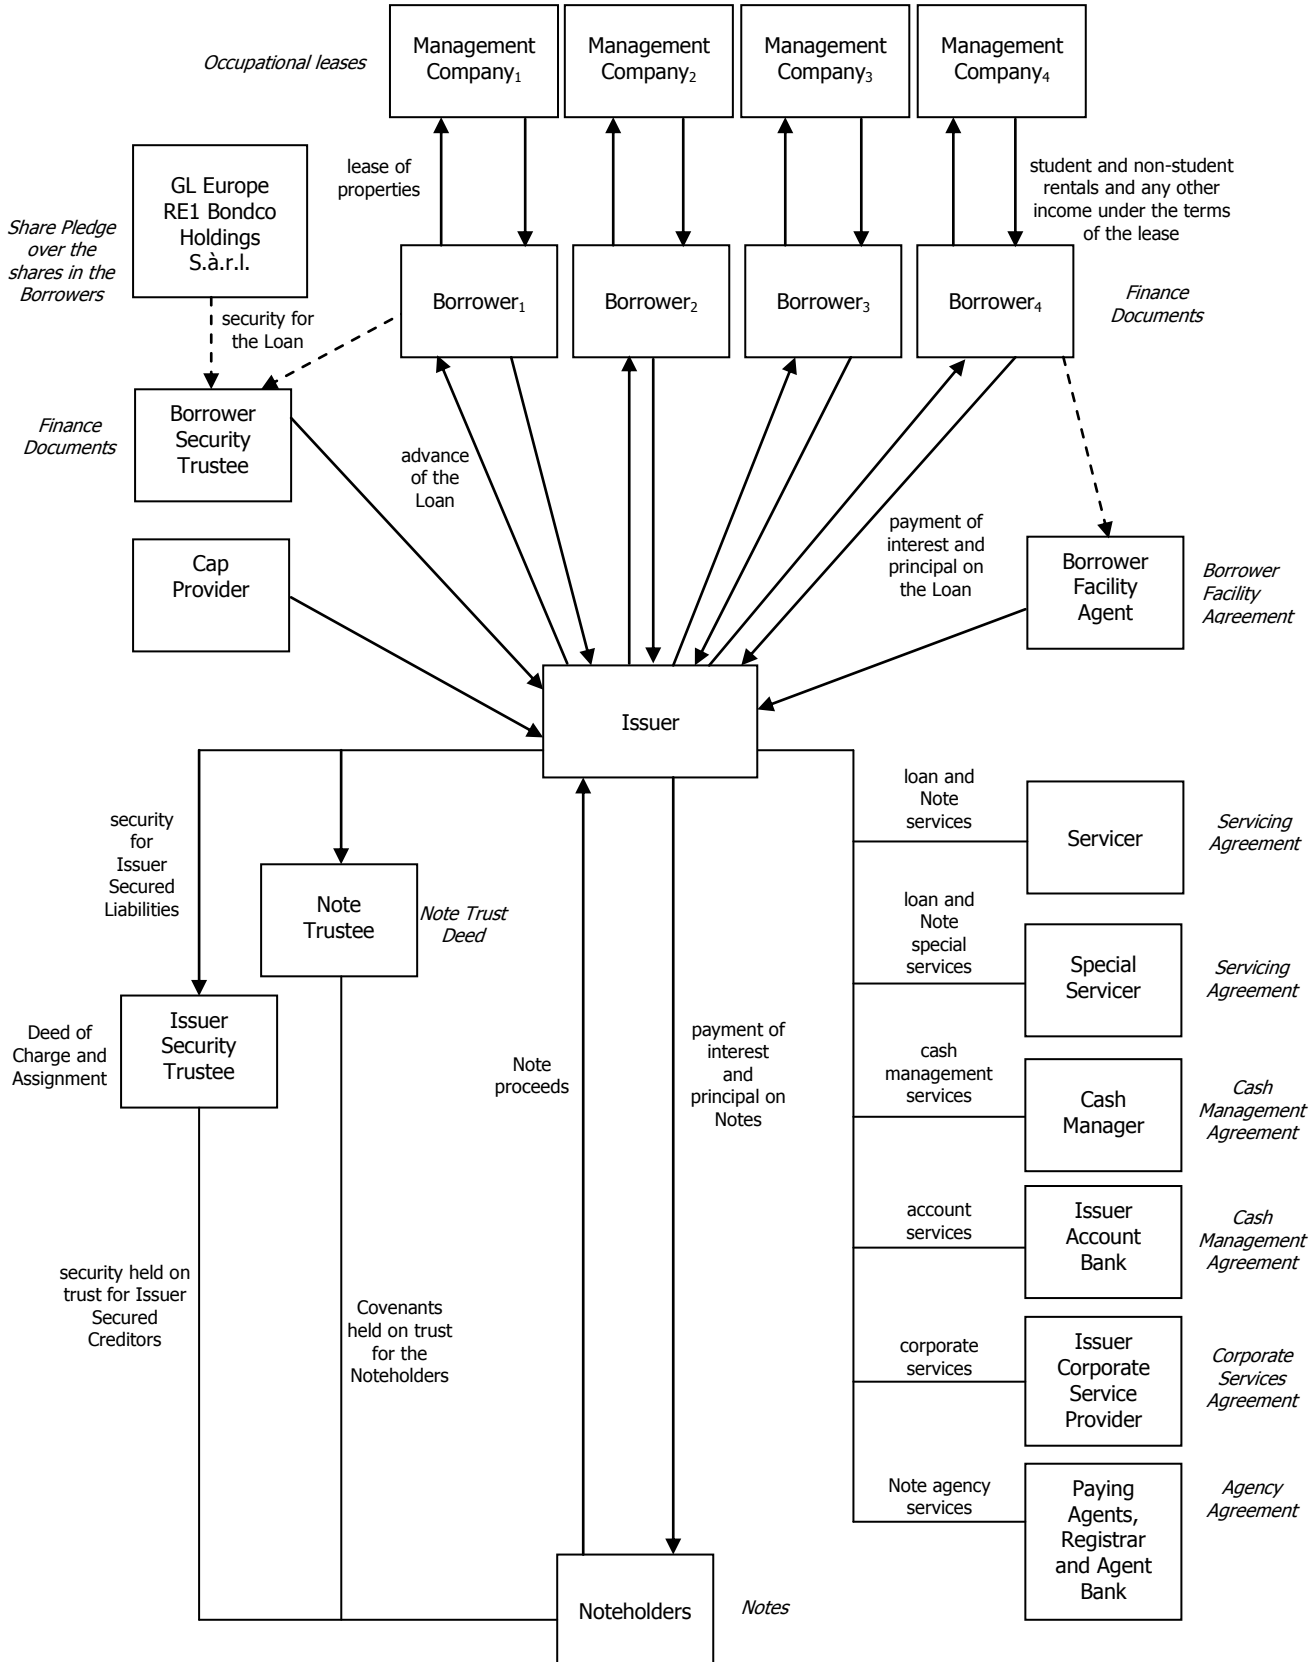 Occupational leases
Management
Company₁
Management
Company₂
Management
Company₃
Management
Company₄
lease of
properties
student and non-student
rentals and any other
income under the terms
of the lease
GL Europe
RE1 Bondco
Holdings
S.à.r.l.
Share Pledge
over the
shares in the
Borrowers
Borrower₁
Borrower₂
Borrower₃
Borrower₄
Finance
Documents
security for
the Loan
Finance
Documents
Borrower
Security
Trustee
advance
of the
Loan
payment of
interest and
principal on
the Loan
Cap
Provider
Borrower
Facility
Agent
Borrower
Facility
Agreement
Issuer
security
for
Issuer
Secured
Liabilities
Note
Trustee
Note Trust
Deed
loan and
Note
services
Servicer
Servicing
Agreement
loan and
Note
special
services
Special
Servicer
Servicing
Agreement
Deed of
Charge and
Assignment
Issuer
Security
Trustee
Note
proceeds
payment of
interest
and
principal on
Notes
cash
management
services
Cash
Manager
Cash
Management
Agreement
account
services
Issuer
Account
Bank
Cash
Management
Agreement
security held on
trust for Issuer
Secured
Creditors
Covenants
held on trust
for the
Noteholders
corporate
services
Issuer
Corporate
Service
Provider
Corporate
Services
Agreement
Note agency
services
Paying
Agents,
Registrar
and Agent
Bank
Agency
Agreement
Noteholders
Notes